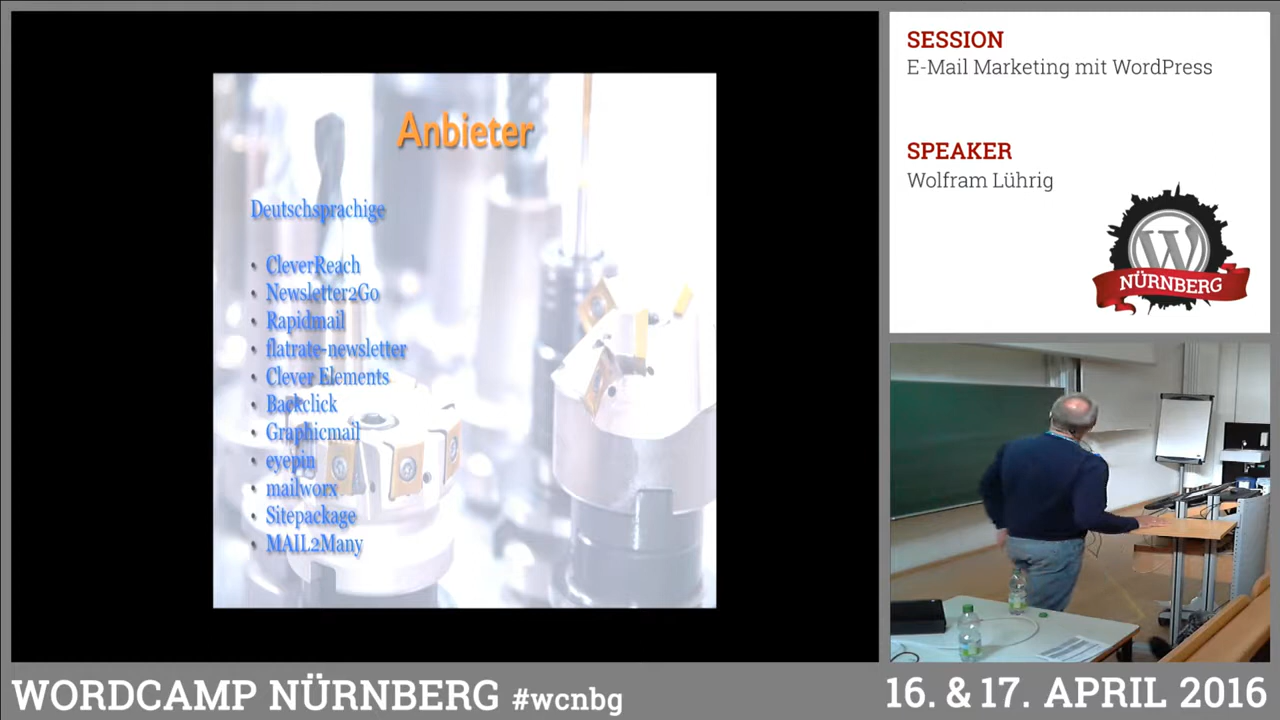 Anbieter
Deutschsprachige
• CleverReach
• Newsletter2Go
• Rapidmail
• flatrate-newsletter
• Clever Elements
• Backclick
• Graphicmail
• eyepin
• mailworx
• Sitepackage
• MAIL2Many
SESSION
E-Mail Marketing mit WordPress
SPEAKER
Wolfram Lührig
W
NÜRNBERG
WORDCAMP NÜRNBERG #wcnbg
16. & 17. APRIL 2016